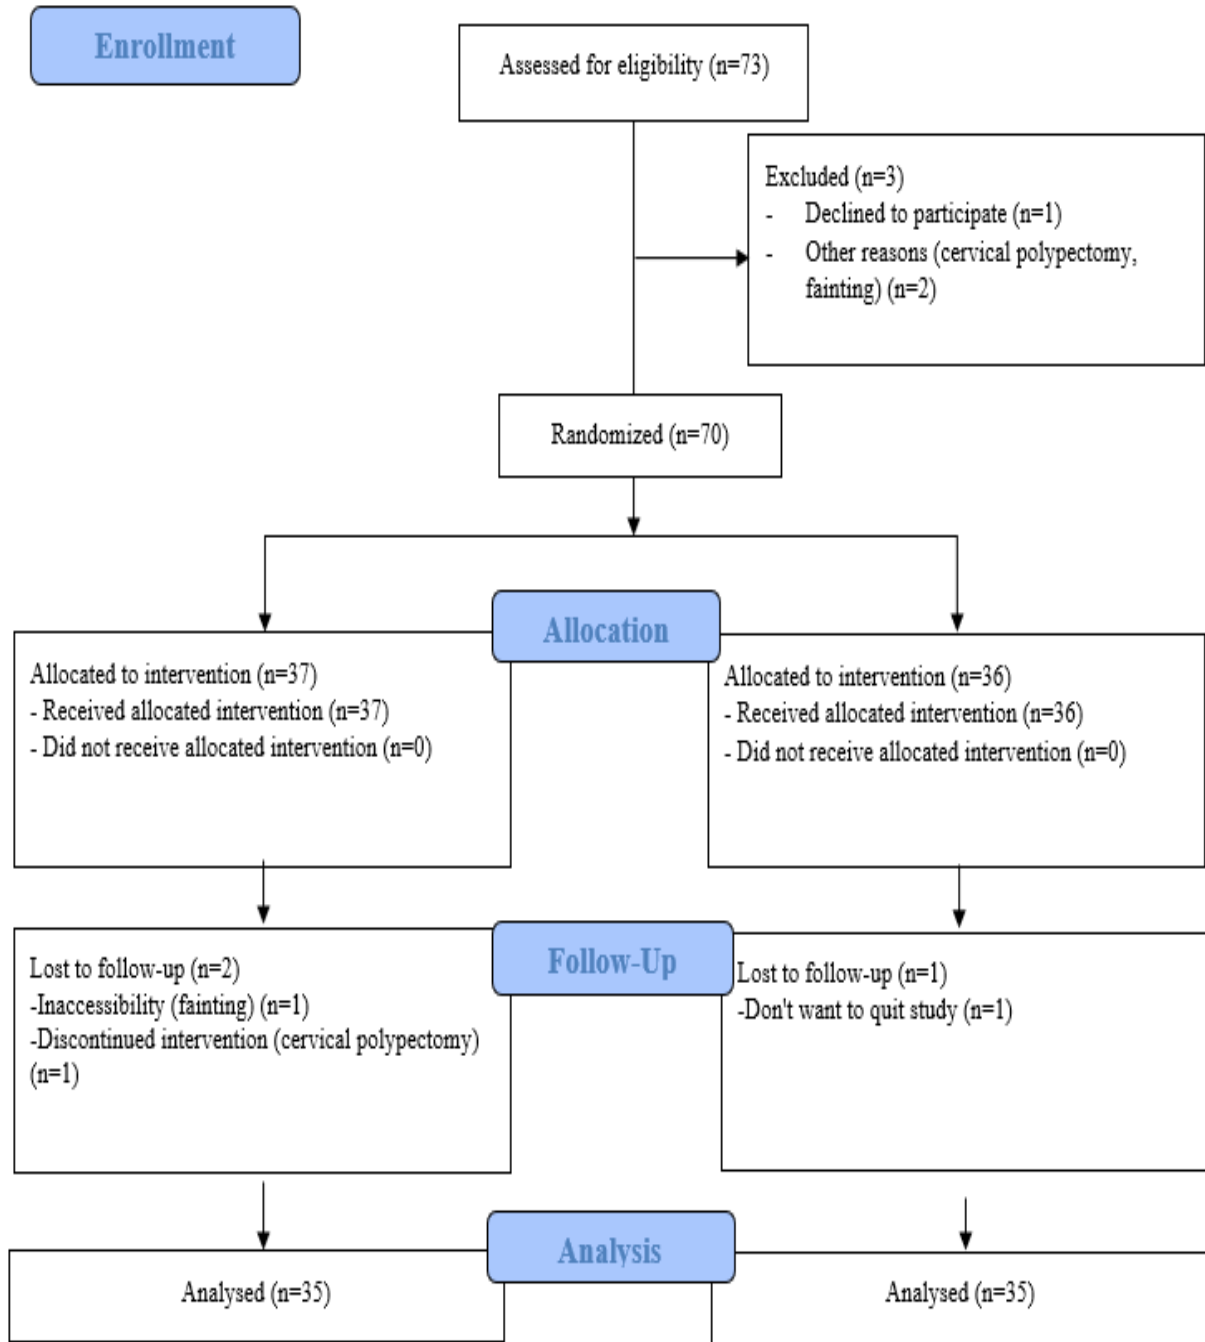 Enrollment
Assessed for eligibility (n=73)
Excluded (n=3)
- Declined to participate (n=1)
- Other reasons (cervical polypectomy,
fainting) (n=2)
Randomized (n=70)
Allocation
Allocated to intervention (n=37)
- Received allocated intervention (n=37)
- Did not receive allocated intervention (n=0)
Allocated to intervention (n=36)
- Received allocated intervention (n=36)
- Did not receive allocated intervention (n=0)
Follow-Up
Lost to follow-up (n=2)
-Inaccessibility (fainting) (n=1)
-Discontinued intervention (cervical polypectomy)
(n=1)
Lost to follow-up (n=1)
-Don't want to quit study (n=1)
Analysis
Analysed (n=35)
Analysed (n=35)